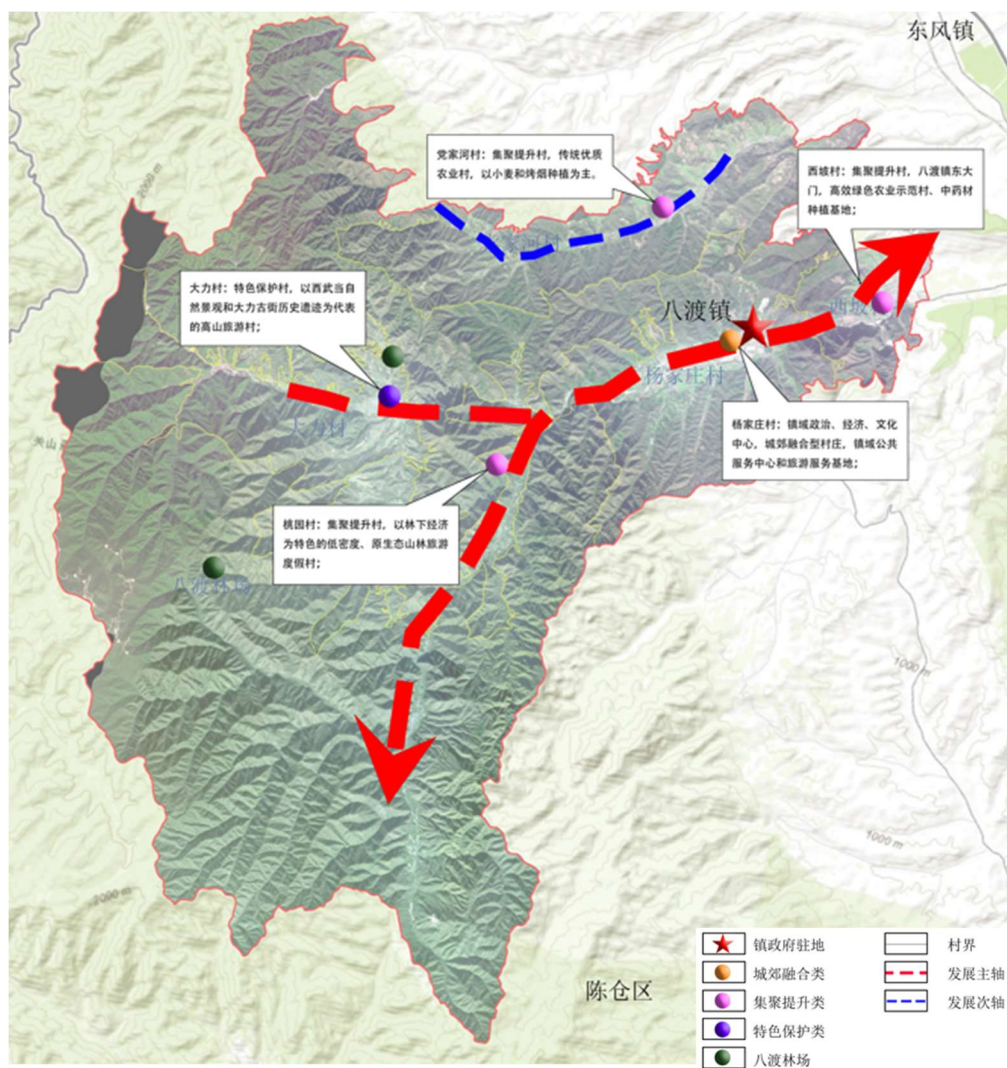 东风镇
2000 m
党家河村：集聚提升村，传统优质
农业村，以小麦和烤烟种植为主。
西坡村：集聚提升村，八渡镇东大
门，高效绿色农业示范村、中药材
种植基地；
大力村：特色保护村，以西武当自
然景观和大力古街历史遗迹为代表
的高山旅游村；
八渡镇
西坡村
杨家庄村
大力村
关山
杨家庄村：镇域政治、经济、文化
中心，城郊融合型村庄，镇域公共
服务中心和旅游服务基地；
桃园村：集聚提升村，以林下经济
为特色的低密度、原生态山林旅游
度假村；
八渡林场
1000 m
1000 m
2000 m
陈仓区
镇政府驻地
城郊融合类
集聚提升类
特色保护类
八渡林场
村界
发展主轴
发展次轴